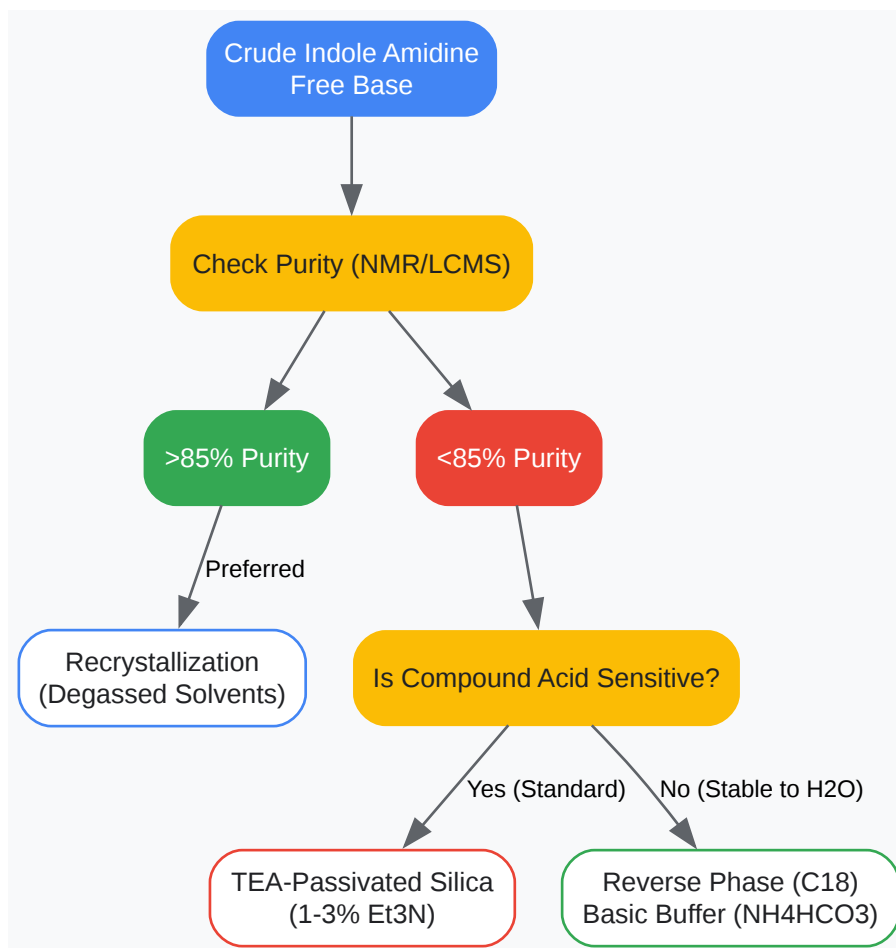 Crude Indole Amidine
Free Base
Check Purity (NMR/LCMS)
>85% Purity
<85% Purity
Preferred
Recrystallization
(Degassed Solvents)
Is Compound Acid Sensitive?
Yes (Standard)
No (Stable to H2O)
TEA-Passivated Silica
(1-3% Et3N)
Reverse Phase (C18)
Basic Buffer (NH4HCO3)